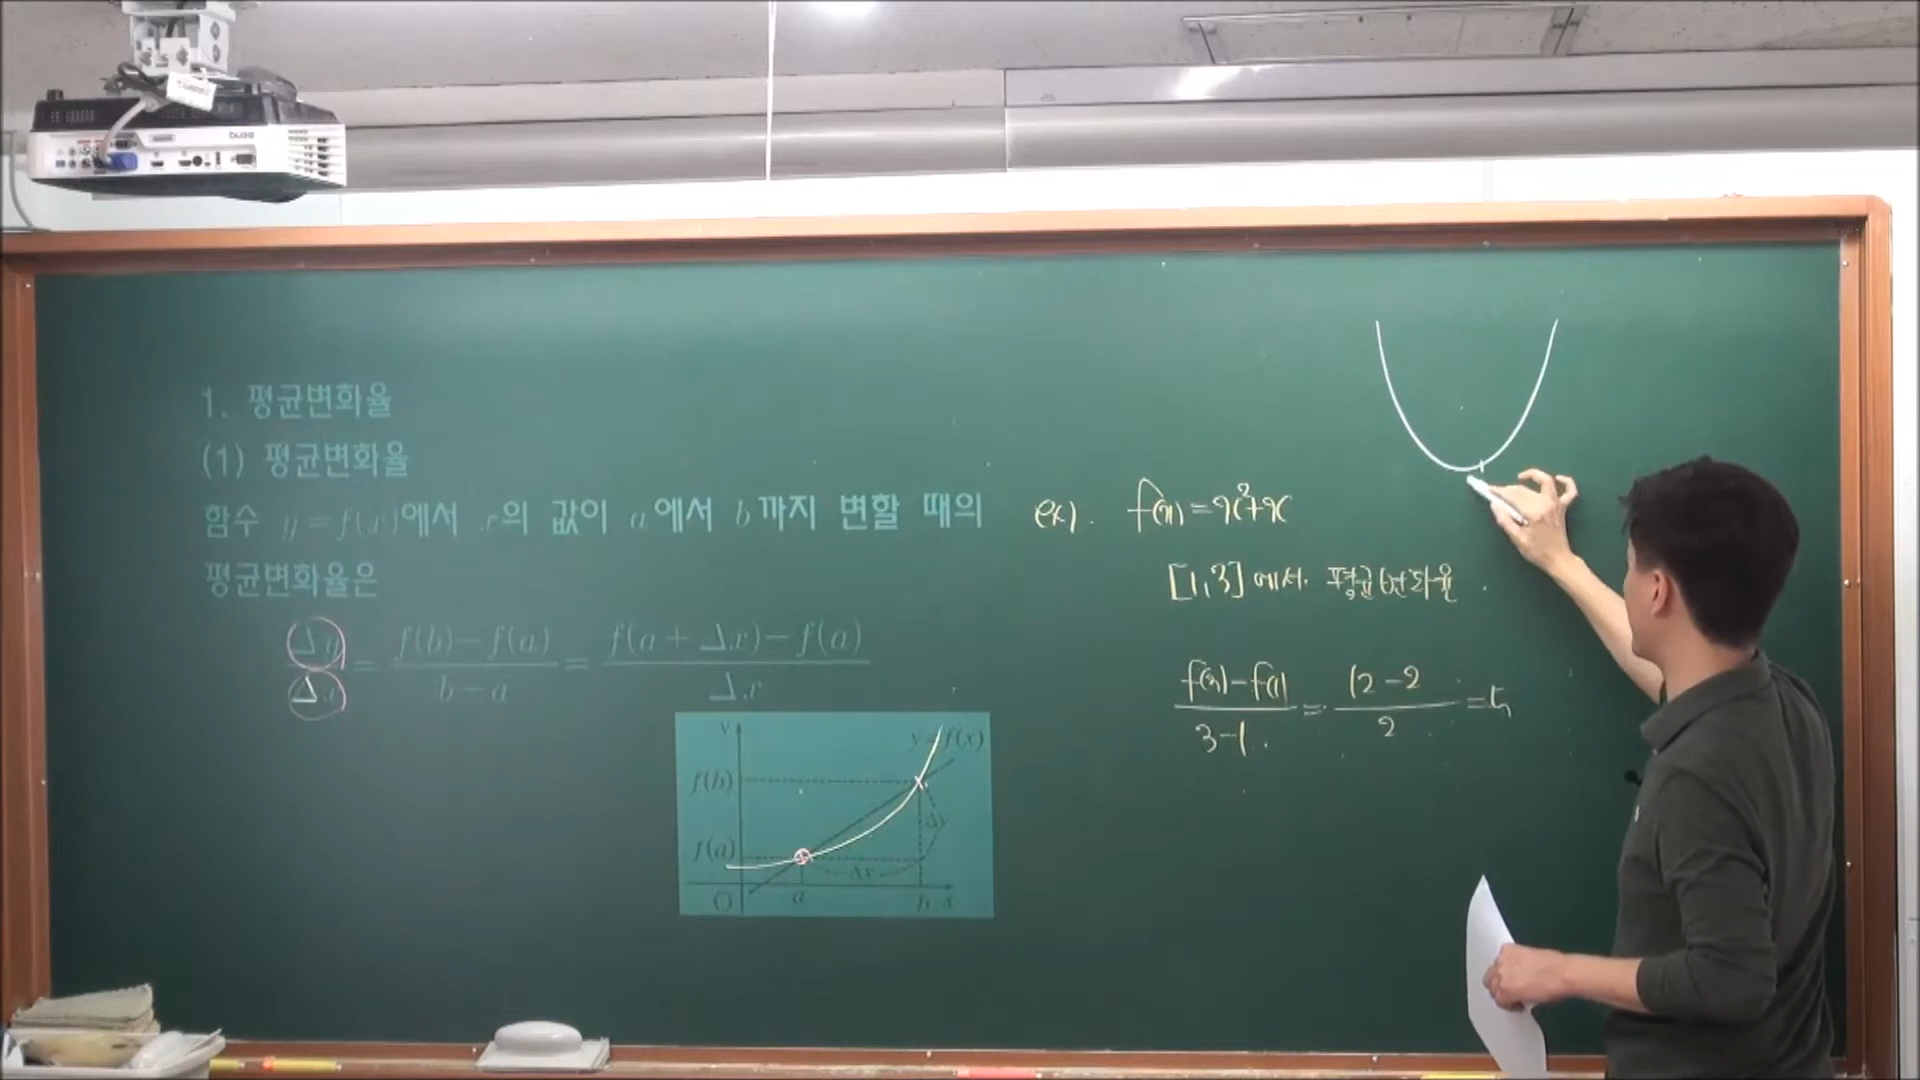 1. 평균변화율
(1) 평균변화율
함수 y=f(x)에서 x의 값이 a에서 b까지 변할 때의
평균변화율은
Δy/Δx = f(b)-f(a)/b-a = f(a+Δx)-f(a)/Δx
y
y=f(x)
f(b)
Δy
f(a)
Δx
O a b x
ex). f(x)=x²+x
[1,3]에서 평균변화율
f(3)-f(1)/3-1 = 12-2/2 = 5